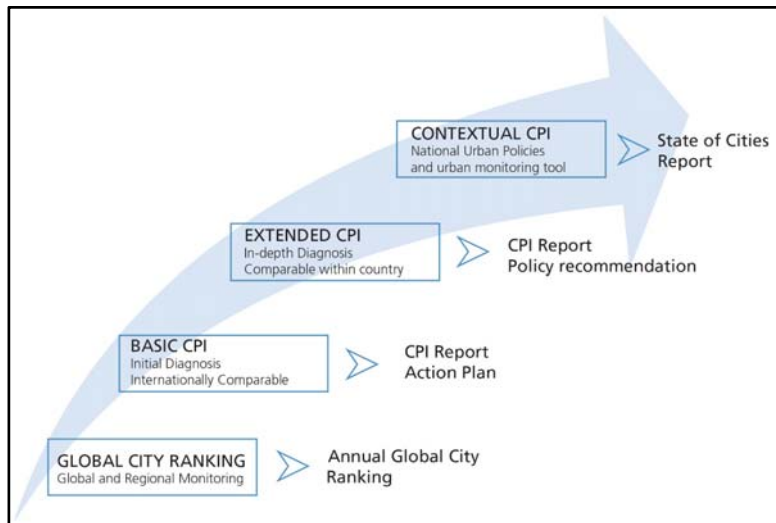 CONTEXTUAL CPI
National Urban Policies
and urban monitoring tool
State of Cities
Report
EXTENDED CPI
In-depth Diagnosis
Comparable within country
CPI Report
Policy recommendation
BASIC CPI
Initial Diagnosis
Internationally Comparable
CPI Report
Action Plan
GLOBAL CITY RANKING
Global and Regional Monitoring
Annual Global City
Ranking